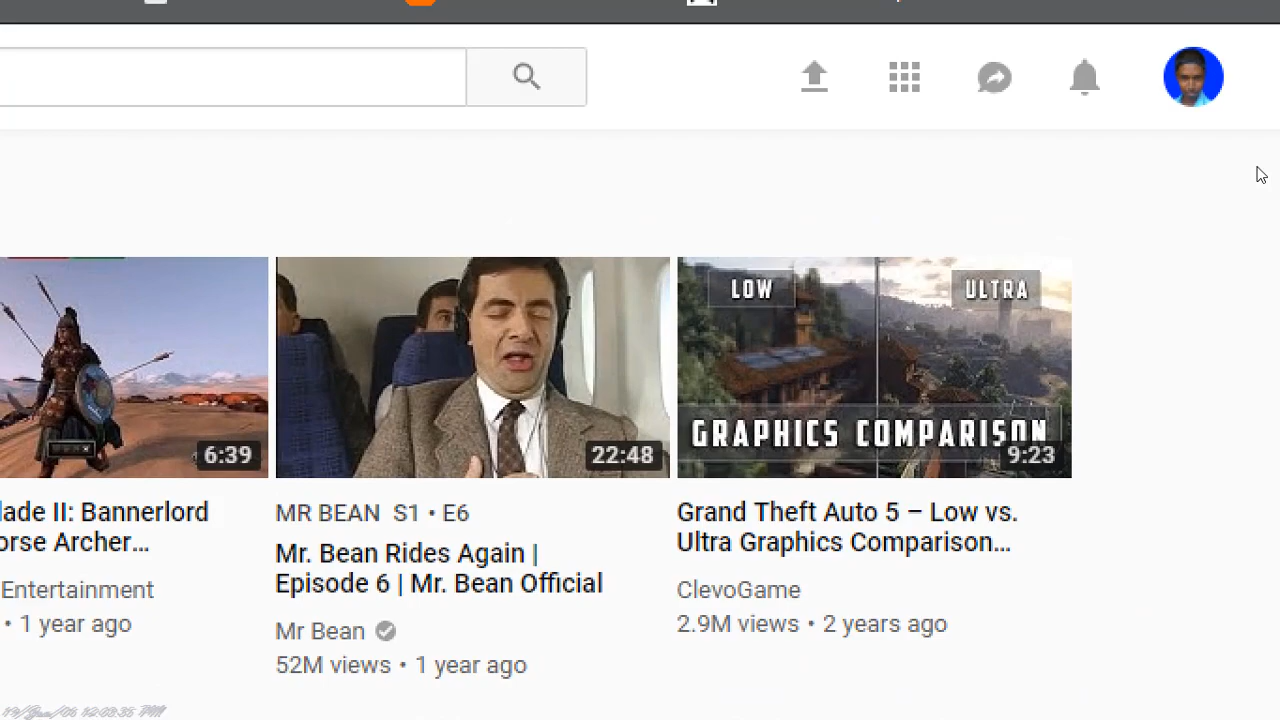 LOW
ULTRA
GRAPHICS COMPARISON
6:39
22:48
9:23
lade II: Bannerlord
orse Archer…
Entertainment
• 1 year ago
MR BEAN S1 • E6
Mr. Bean Rides Again |
Episode 6 | Mr. Bean Official
Mr Bean
52M views • 1 year ago
Grand Theft Auto 5 – Low vs.
Ultra Graphics Comparison…
ClevoGame
2.9M views • 2 years ago